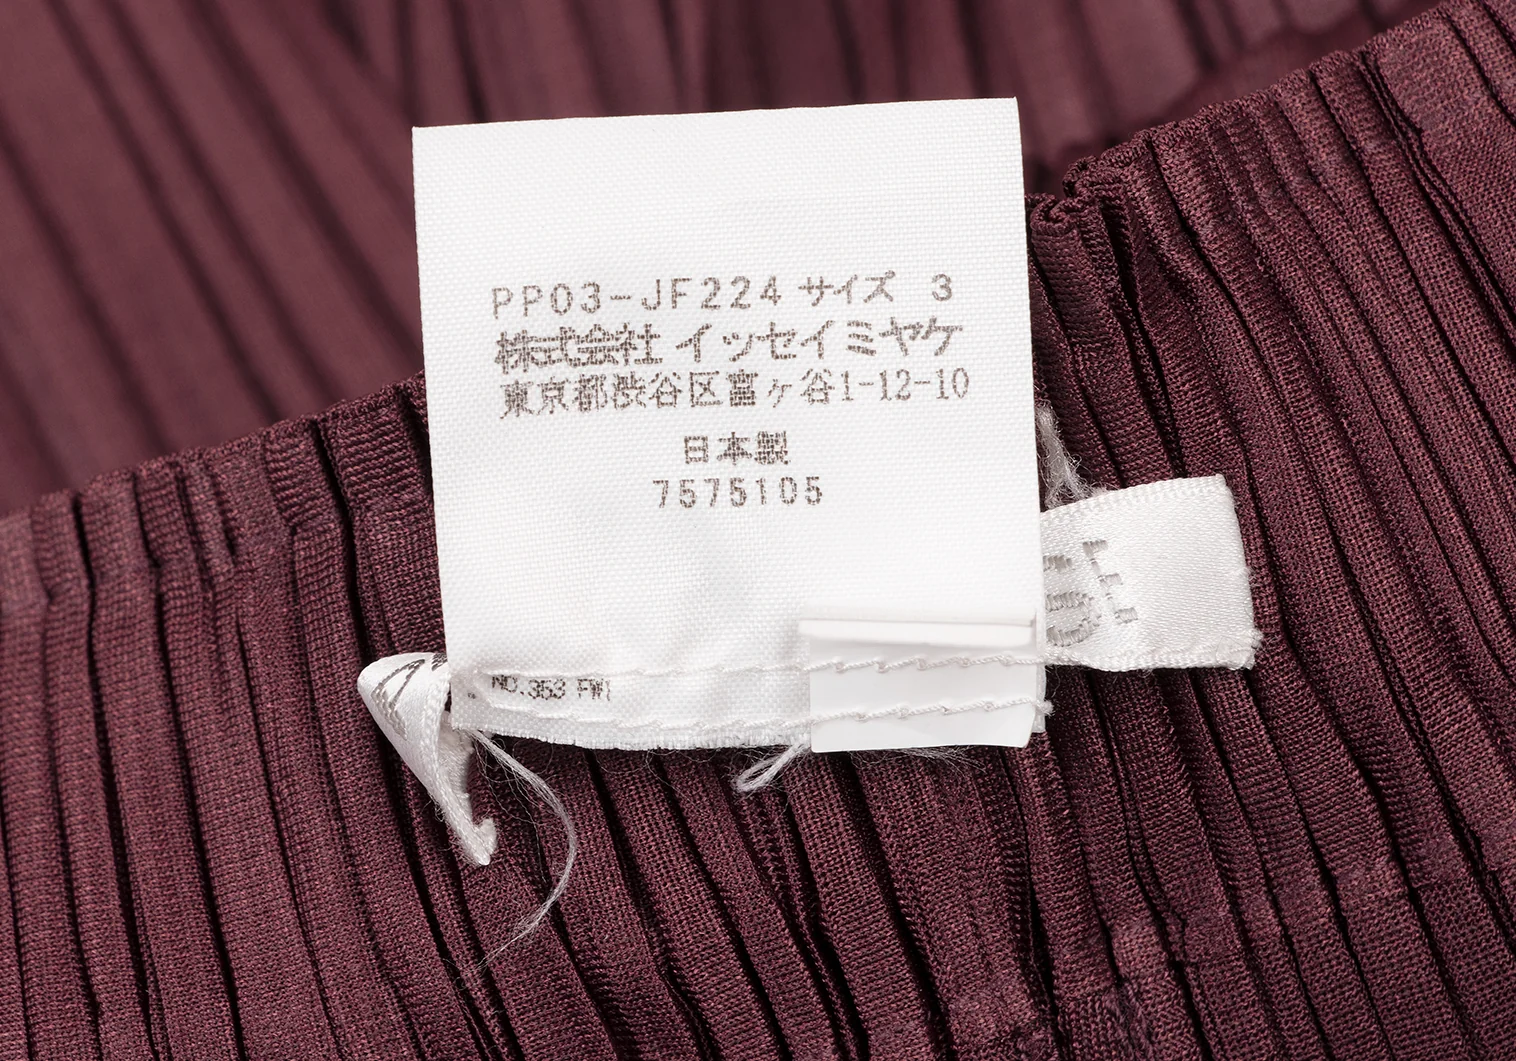 PP03-JF224 サイズ 3
株式会社 イッセイミヤケ
東京都渋谷区富ヶ谷1-12-10
日本製
7575105
NO.353 FW